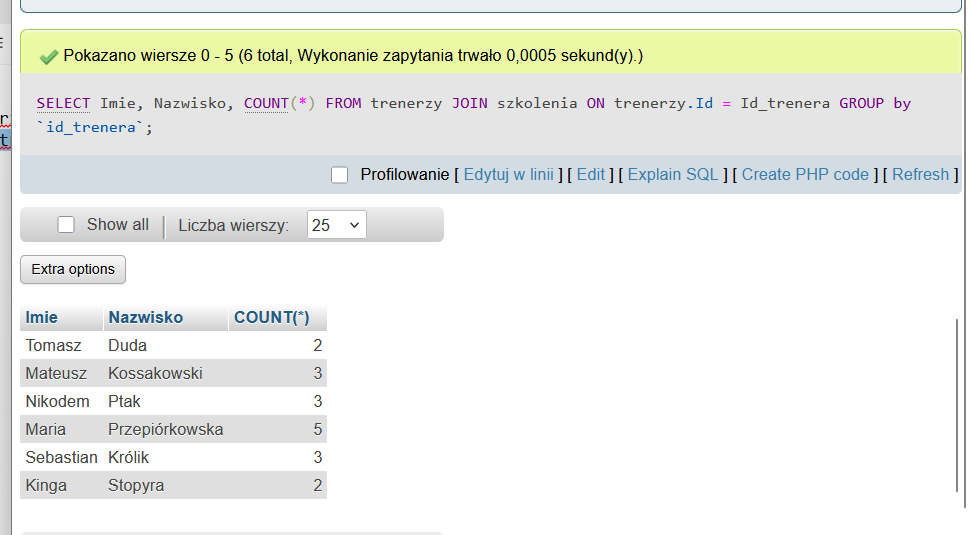 Pokazano wiersze 0 - 5 (6 total, Wykonanie zapytania trwało 0,0005 sekund(y).)
SELECT Imie, Nazwisko, COUNT(*) FROM trenerzy JOIN szkolenia ON trenerzy.Id = Id_trenera GROUP by
`id_trenera`;
Profilowanie [ Edytuj w linii ] [ Edit ] [ Explain SQL ] [ Create PHP code ] [ Refresh ]
Show all Liczba wierszy: 25
Extra options
Imie Nazwisko COUNT(*)
Tomasz Duda 2
Mateusz Kossakowski 3
Nikodem Ptak 3
Maria Przepiórkowska 5
Sebastian Królik 3
Kinga Stopyra 2